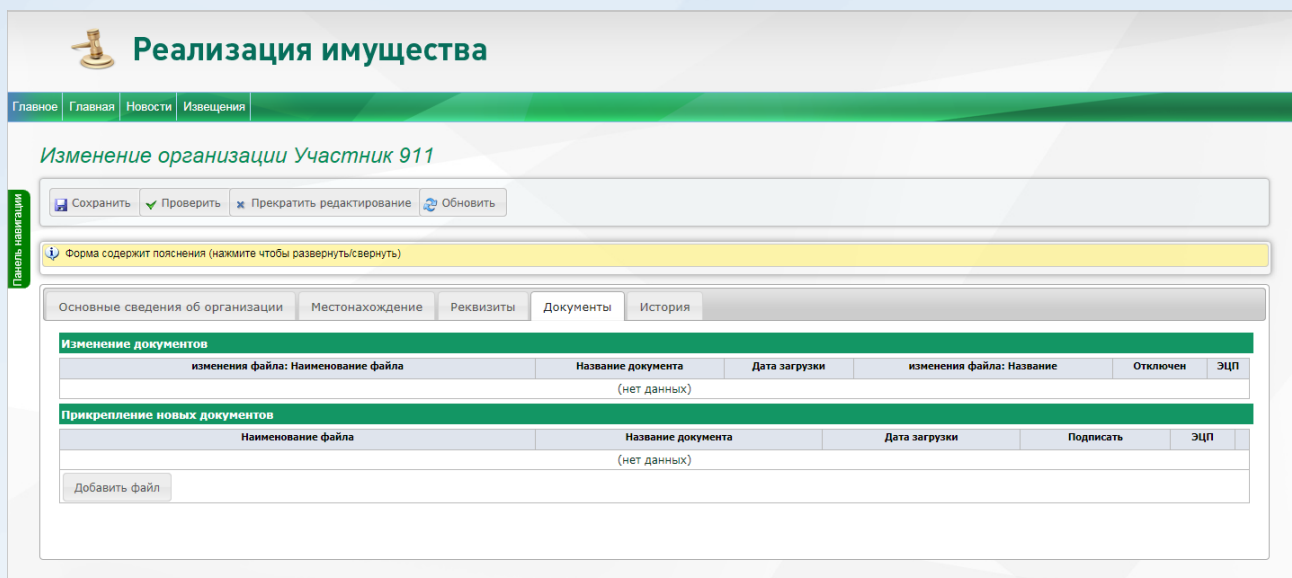 Реализация имущества
Главное Главная Новости Извещения
Изменение организации Участник 911
Панель навигации
Сохранить Проверить Прекратить редактирование Обновить
Форма содержит пояснения (нажмите чтобы развернуть/свернуть)
Основные сведения об организации Местонахождение Реквизиты Документы История
Изменение документов
изменения файла: Наименование файла Название документа Дата загрузки изменения файла: Название Отключен ЭЦП
(нет данных)
Прикрепление новых документов
Наименование файла Название документа Дата загрузки Подписать ЭЦП
(нет данных)
Добавить файл